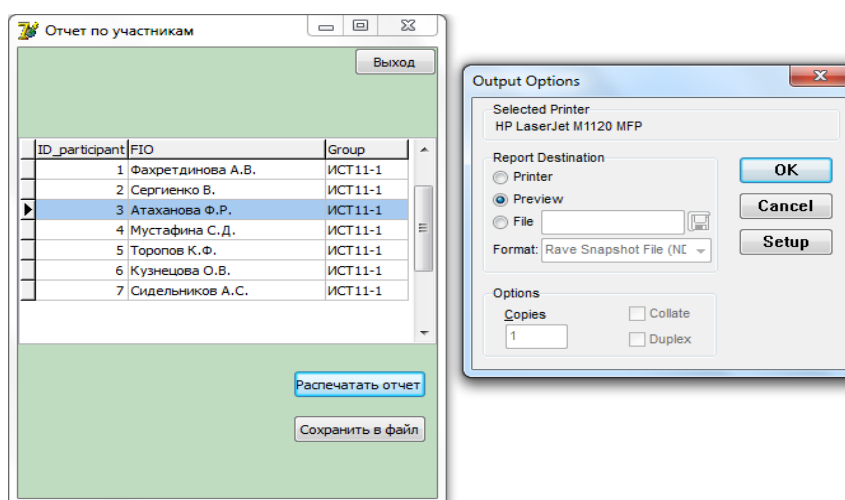 Отчет по участникам
Выход
ID_participant FIO Group
1 Фахретдинова А.В. ИСТ11-1
2 Сергиенко В. ИСТ11-1
3 Атаханова Ф.Р. ИСТ11-1
4 Мустафина С.Д. ИСТ11-1
5 Торопов К.Ф. ИСТ11-1
6 Кузнецова О.В. ИСТ11-1
7 Сидельников А.С. ИСТ11-1
Распечатать отчет
Сохранить в файл
Output Options
Selected Printer
HP LaserJet M1120 MFP
Report Destination
Printer
Preview
File
Format: Rave Snapshot File (ND
OK
Cancel
Setup
Options
Copies
1
Collate
Duplex